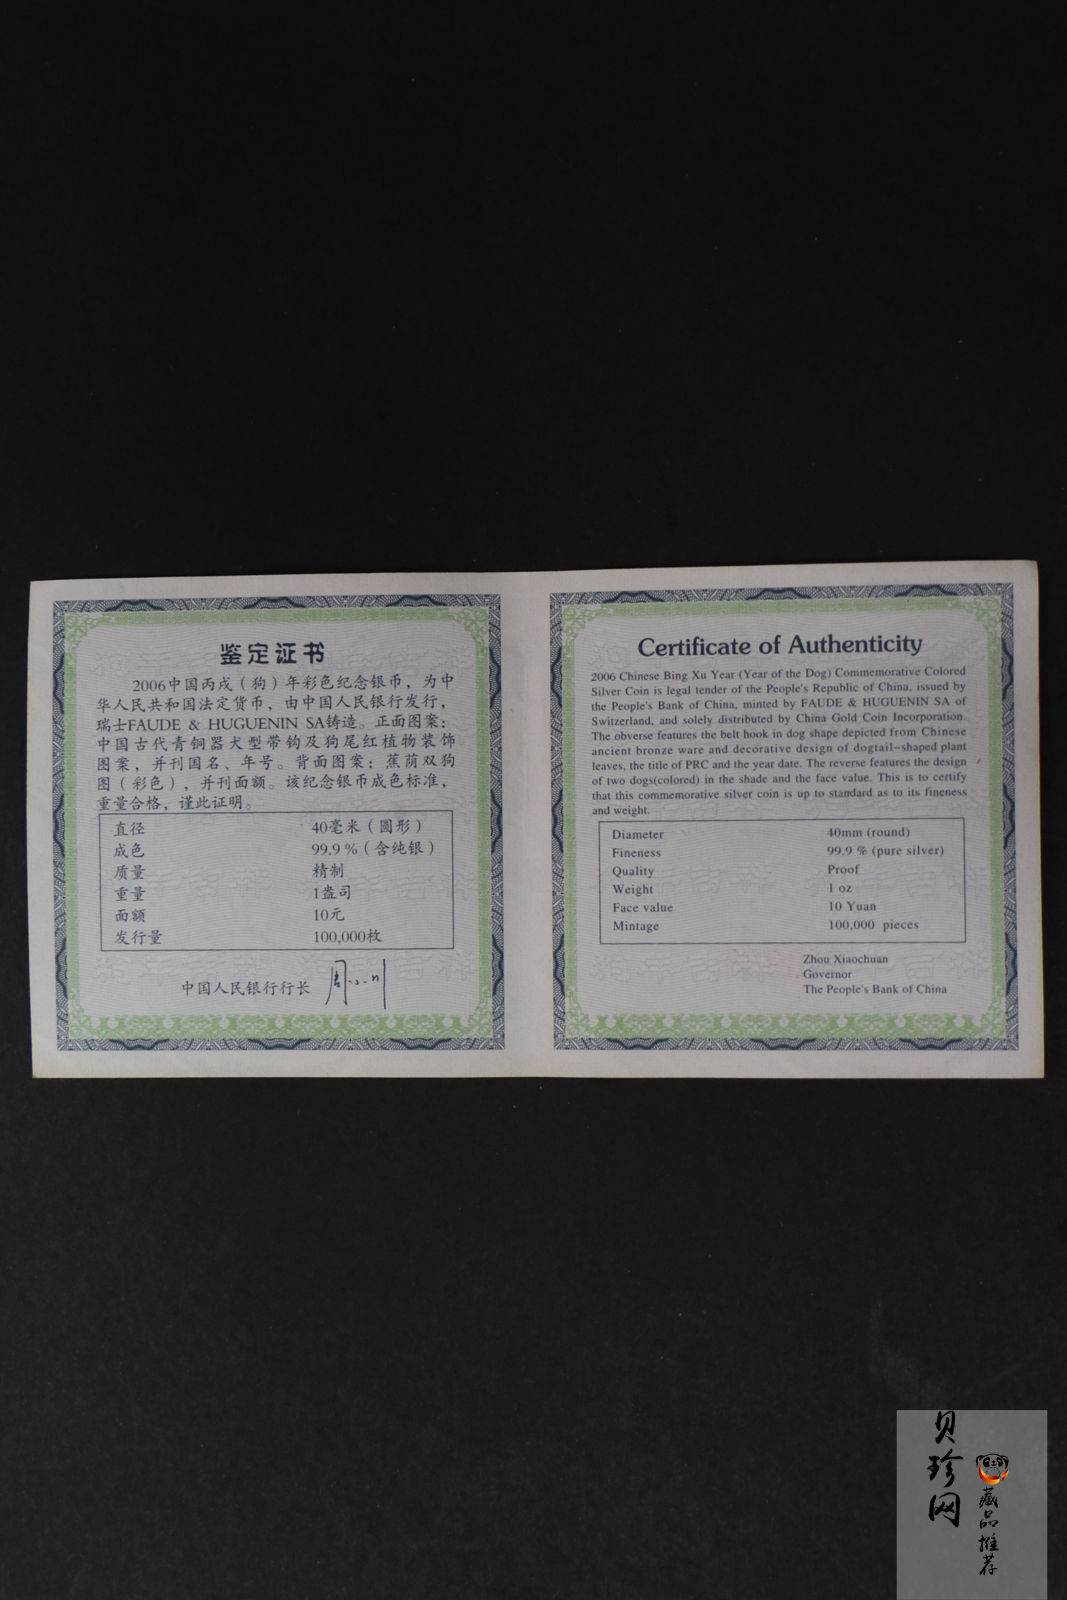 鉴定证书
2006中国丙戌（狗）年彩色纪念银币，为中
华人民共和国法定货币，由中国人民银行发行，
瑞士FAUDE & HUGUENIN SA铸造。正面图案：
中国古代青铜器犬型带钩及狗尾红植物装饰
图案，并刊国名、年号。背面图案：蕉荫双狗
图（彩色），并刊面额。该纪念银币成色标准，
重量合格，谨此证明。
直径 40毫米（圆形）
成色 99.9%（含纯银）
质量 精制
重量 1盎司
面额 10元
发行量 100,000枚
中国人民银行行长 周小川
Certificate of Authenticity
2006 Chinese Bing Xu Year (Year of the Dog) Commemorative Colored
Silver Coin is legal tender of the People's Republic of China, issued by
the People's Bank of China, minted by FAUDE & HUGUENIN SA of
Switzerland, and solely distributed by China Gold Coin Incorporation.
The obverse features the belt hook in dog shape depicted from Chinese
ancient bronze ware and decorative design of dogtail-shaped plant
leaves, the title of PRC and the year date. The reverse features the design
of two dogs(colored) in the shade and the face value. This is to certify
that this commemorative silver coin is up to standard as to its fineness
and weight.
Diameter 40mm (round)
Fineness 99.9 % (pure silver)
Quality Proof
Weight 1 oz
Face value 10 Yuan
Mintage 100,000 pieces
Zhou Xiaochuan
Governor
The People's Bank of China
贝珍网
藏品推荐